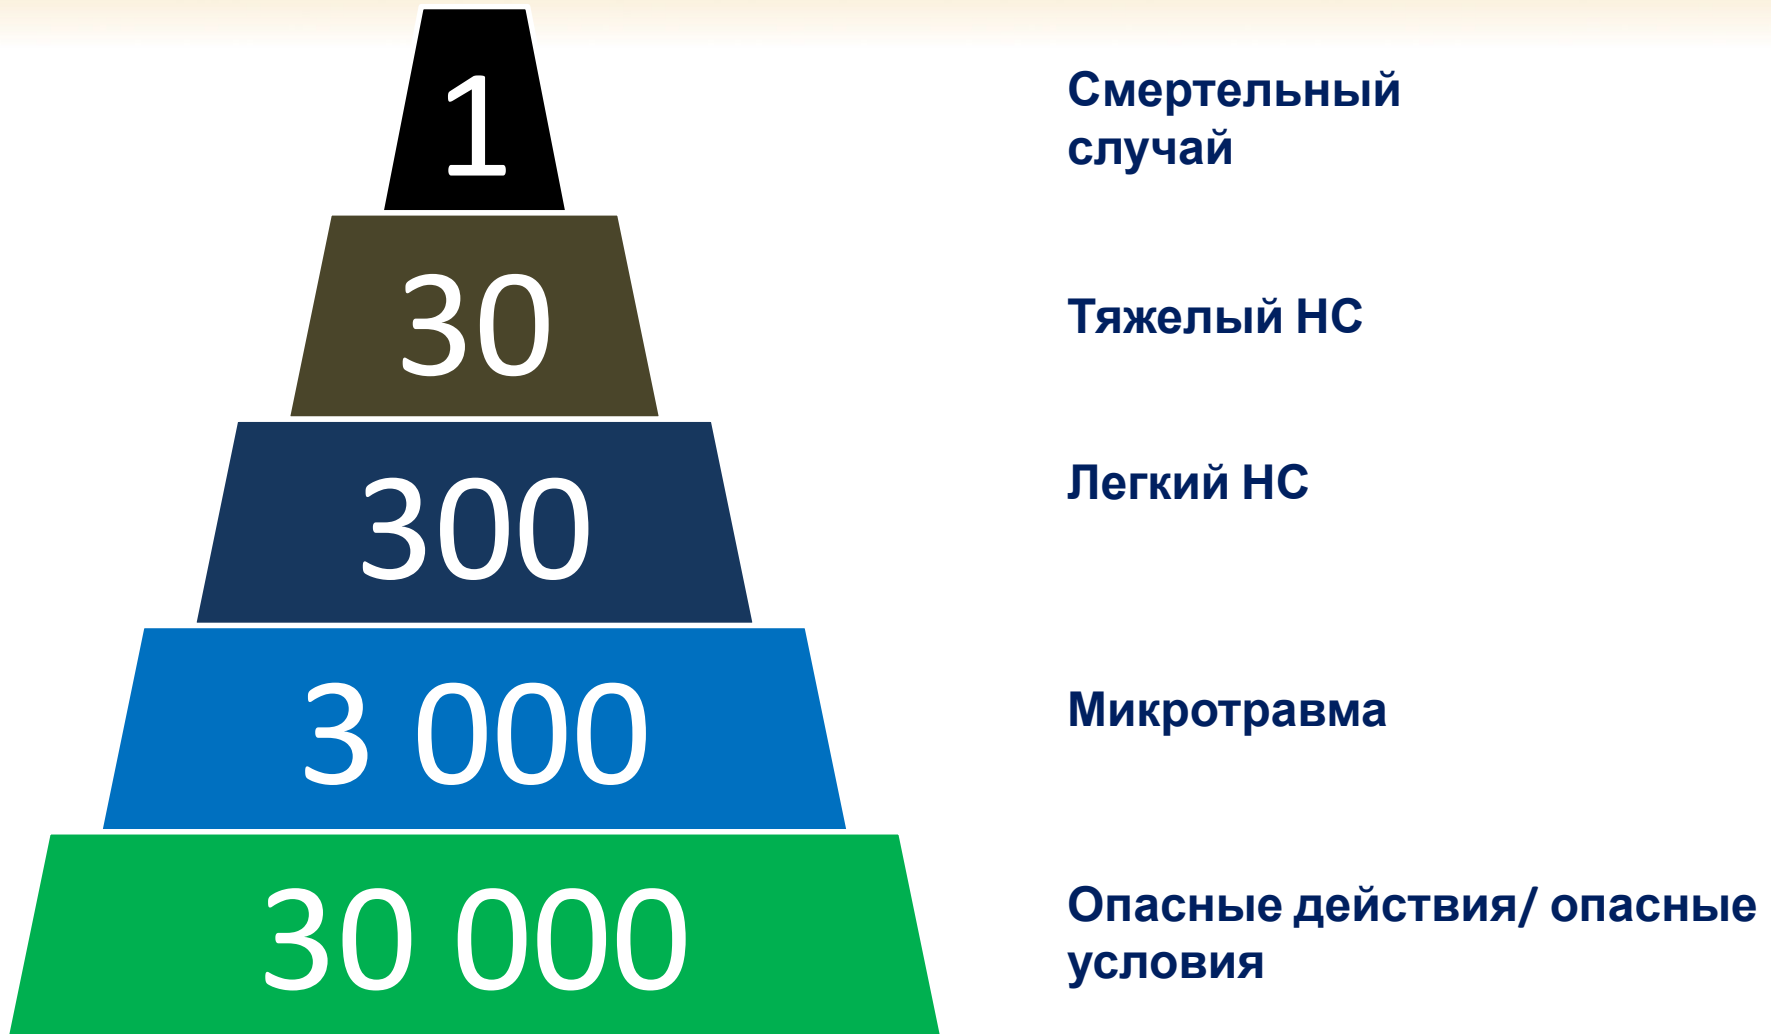 1
Смертельный
случай
30
Тяжелый НС
300
Легкий НС
3 000
Микротравма
30 000
Опасные действия/ опасные
условия